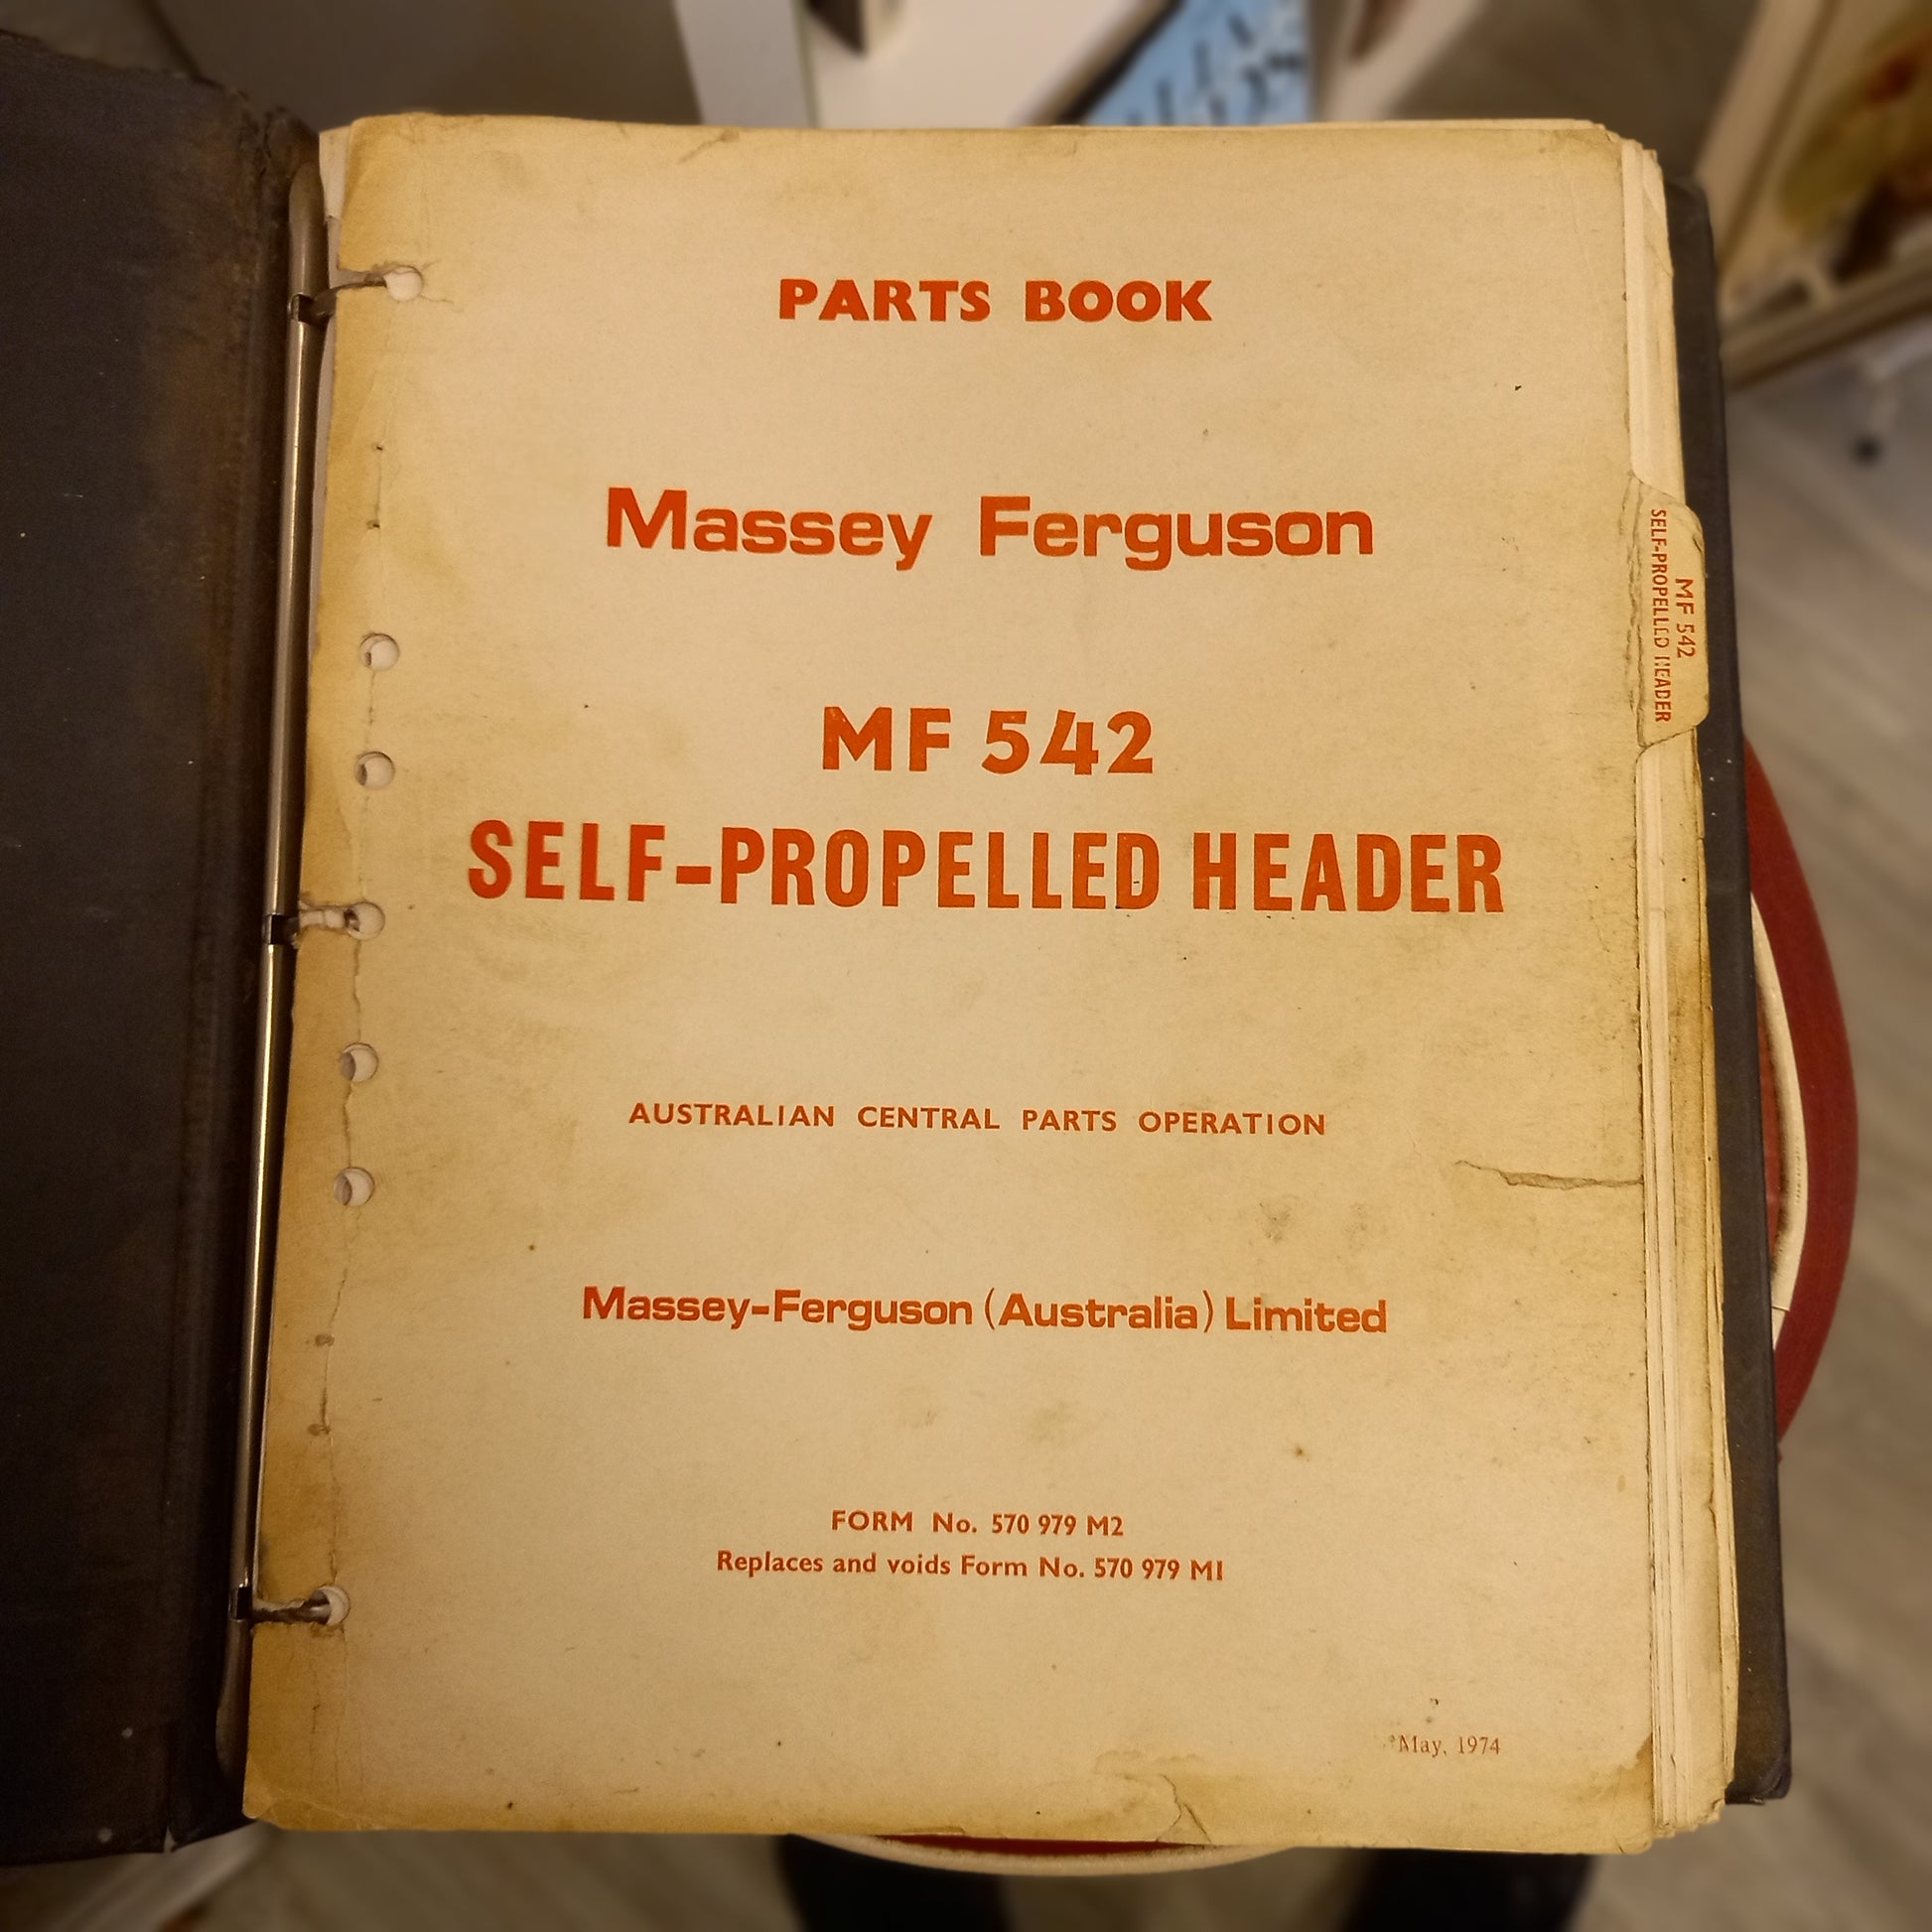 PARTS BOOK
Massey Ferguson
MF 542
SELF-PROPELLED HEADER
AUSTRALIAN CENTRAL PARTS OPERATION
Massey-Ferguson (Australia) Limited
FORM No. 570 979 M2
Replaces and voids Form No. 570 979 M1
May, 1974
MF 542
SELF-PROPELLED HEADER